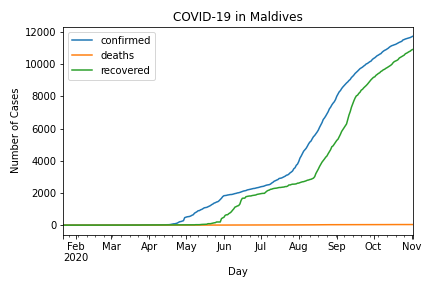 COVID-19 in Maldives
confirmed
deaths
recovered
Number of Cases
12000
10000
8000
6000
4000
2000
0
Feb Mar Apr May Jun Jul Aug Sep Oct Nov
2020
Day